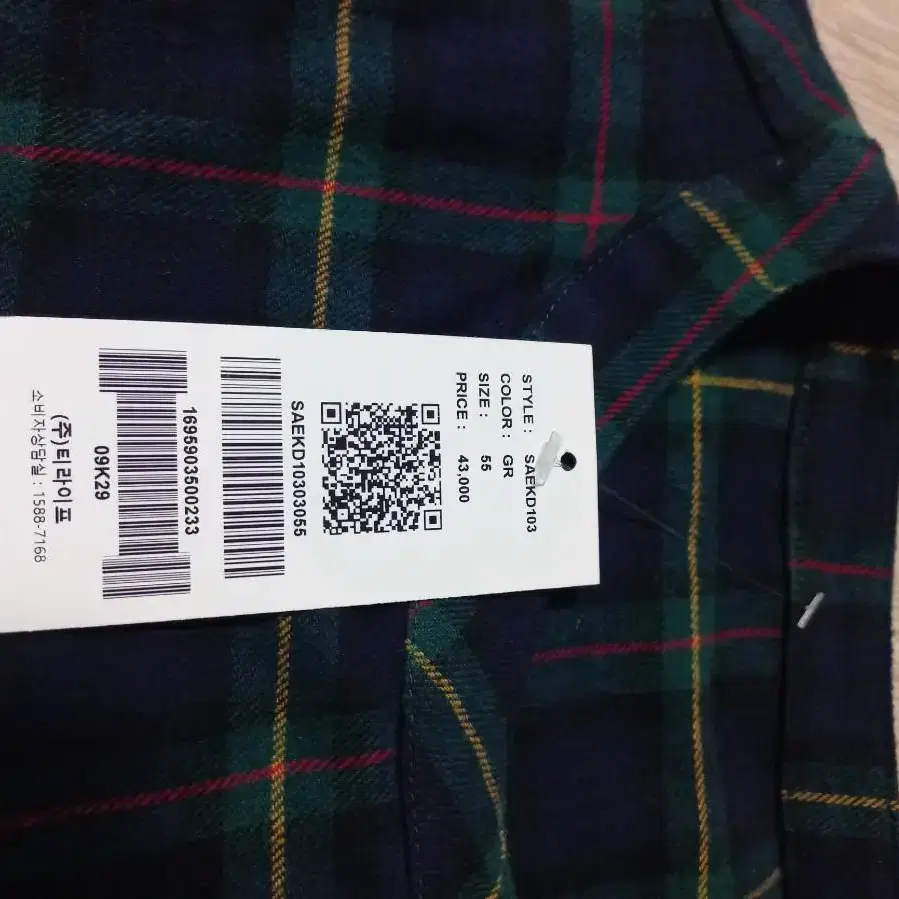 STYLE : SAEKD103
COLOR : GR
SIZE : 55
PRICE : 43,000
SAEKD10303055
1695903500233
09K29
(주)티라이프
소비자상담실 : 1588-7168